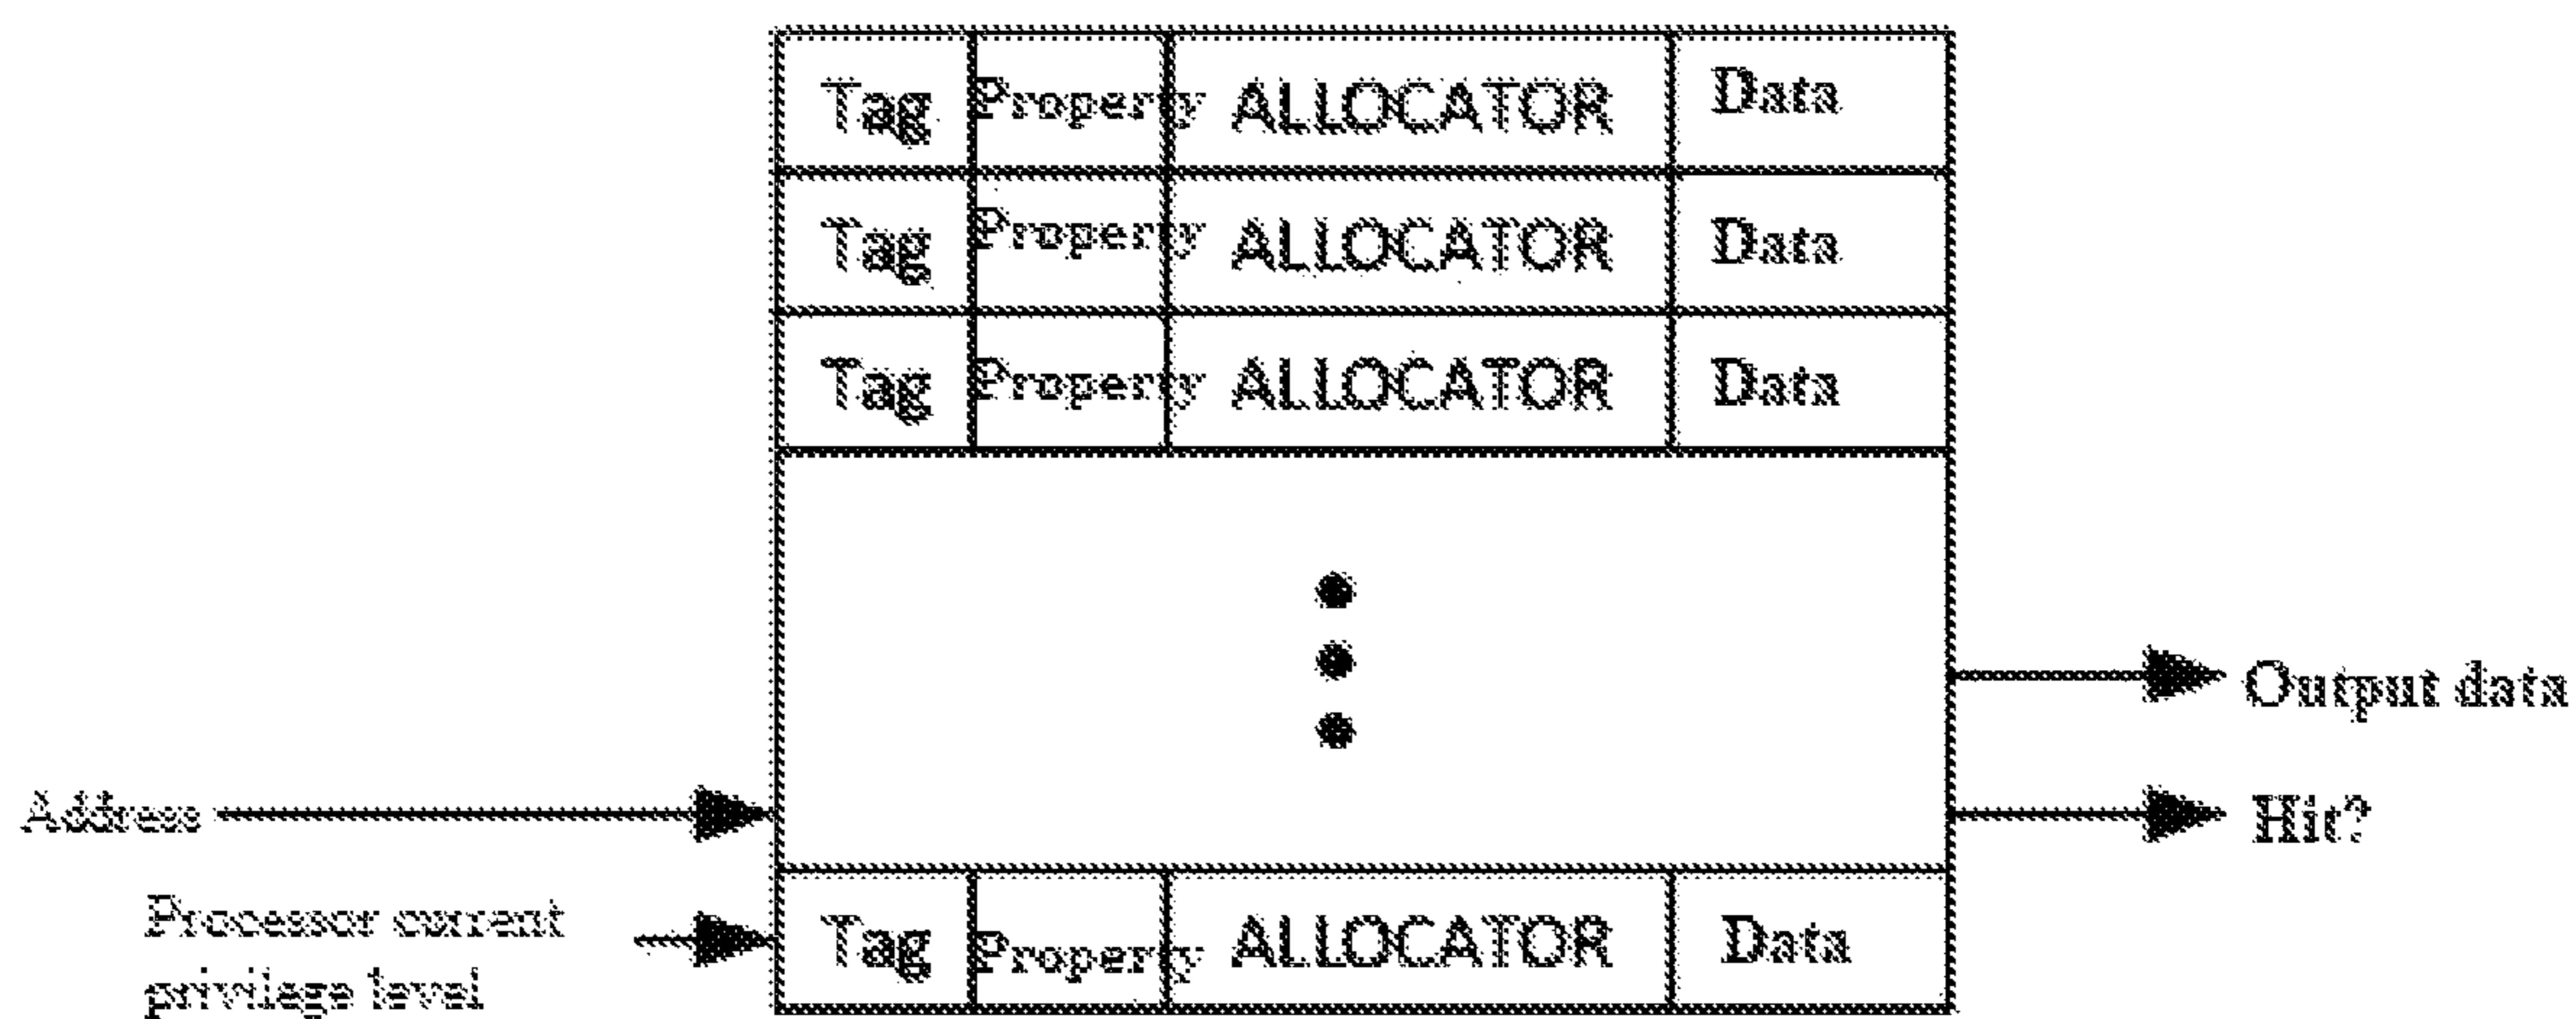 Tag Property ALLOCATOR Data
Tag Property ALLOCATOR Data
Tag Property ALLOCATOR Data
Output data
Address
Hit?
Processor current
privilege level
Tag Property ALLOCATOR Data